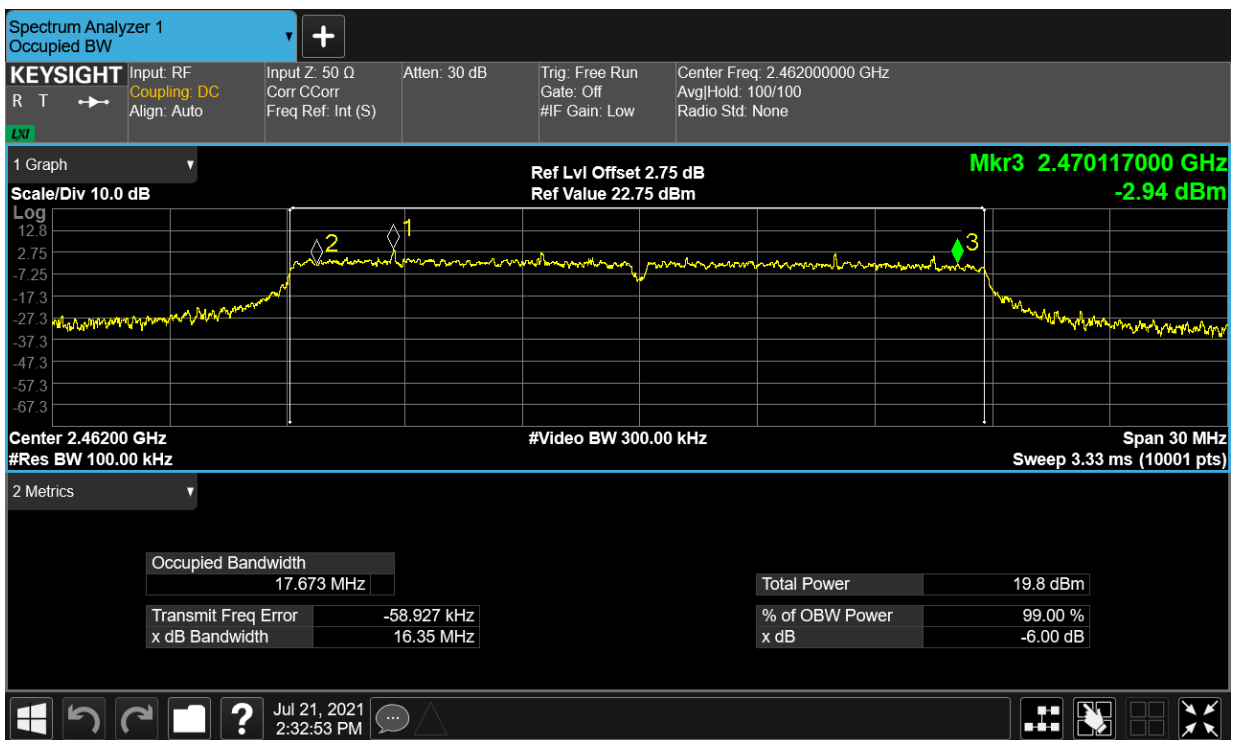 Spectrum Analyzer 1
Occupied BW
KEYSIGHT
R T
LXI
Input: RF
Coupling: DC
Align: Auto
Input Z: 50 Ω
Corr CCorr
Freq Ref: Int (S)
Atten: 30 dB
Trig: Free Run
Gate: Off
#IF Gain: Low
Center Freq: 2.462000000 GHz
Avg|Hold: 100/100
Radio Std: None
1 Graph
Scale/Div 10.0 dB
Ref Lvl Offset 2.75 dB
Ref Value 22.75 dBm
Mkr3 2.470117000 GHz
-2.94 dBm
Log
12.8
2.75
-7.25
-17.3
-27.3
-37.3
-47.3
-57.3
-67.3
2
1
3
Center 2.46200 GHz
#Res BW 100.00 kHz
#Video BW 300.00 kHz
Span 30 MHz
Sweep 3.33 ms (10001 pts)
2 Metrics
Occupied Bandwidth
17.673 MHz
Transmit Freq Error -58.927 kHz
x dB Bandwidth 16.35 MHz
Total Power 19.8 dBm
% of OBW Power 99.00 %
x dB -6.00 dB
?
Jul 21, 2021
2:32:53 PM